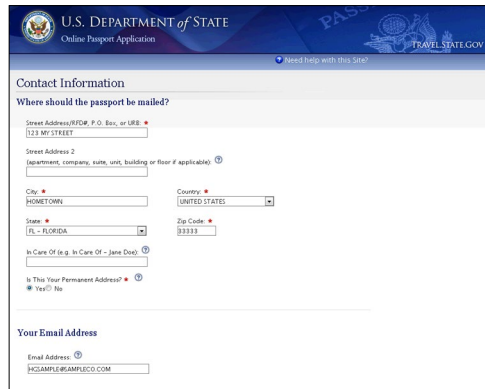 U.S. DEPARTMENT of STATE
Online Passport Application
PASS
TRAVEL.STATE.GOV
Need help with this Site?
Contact Information
Where should the passport be mailed?
Street Address/RFD#, P.O. Box, or URB: *
123 MY STREET
Street Address 2
(apartment, company, suite, unit, building or floor if applicable):
City: * Country: *
HOMETOWN UNITED STATES
State: * Zip Code: *
FL - FLORIDA 33333
In Care Of (e.g. In Care Of - Jane Doe):
Is This Your Permanent Address? *
Yes No
Your Email Address
Email Address:
HGSAMPLE@SAMPLECO.COM